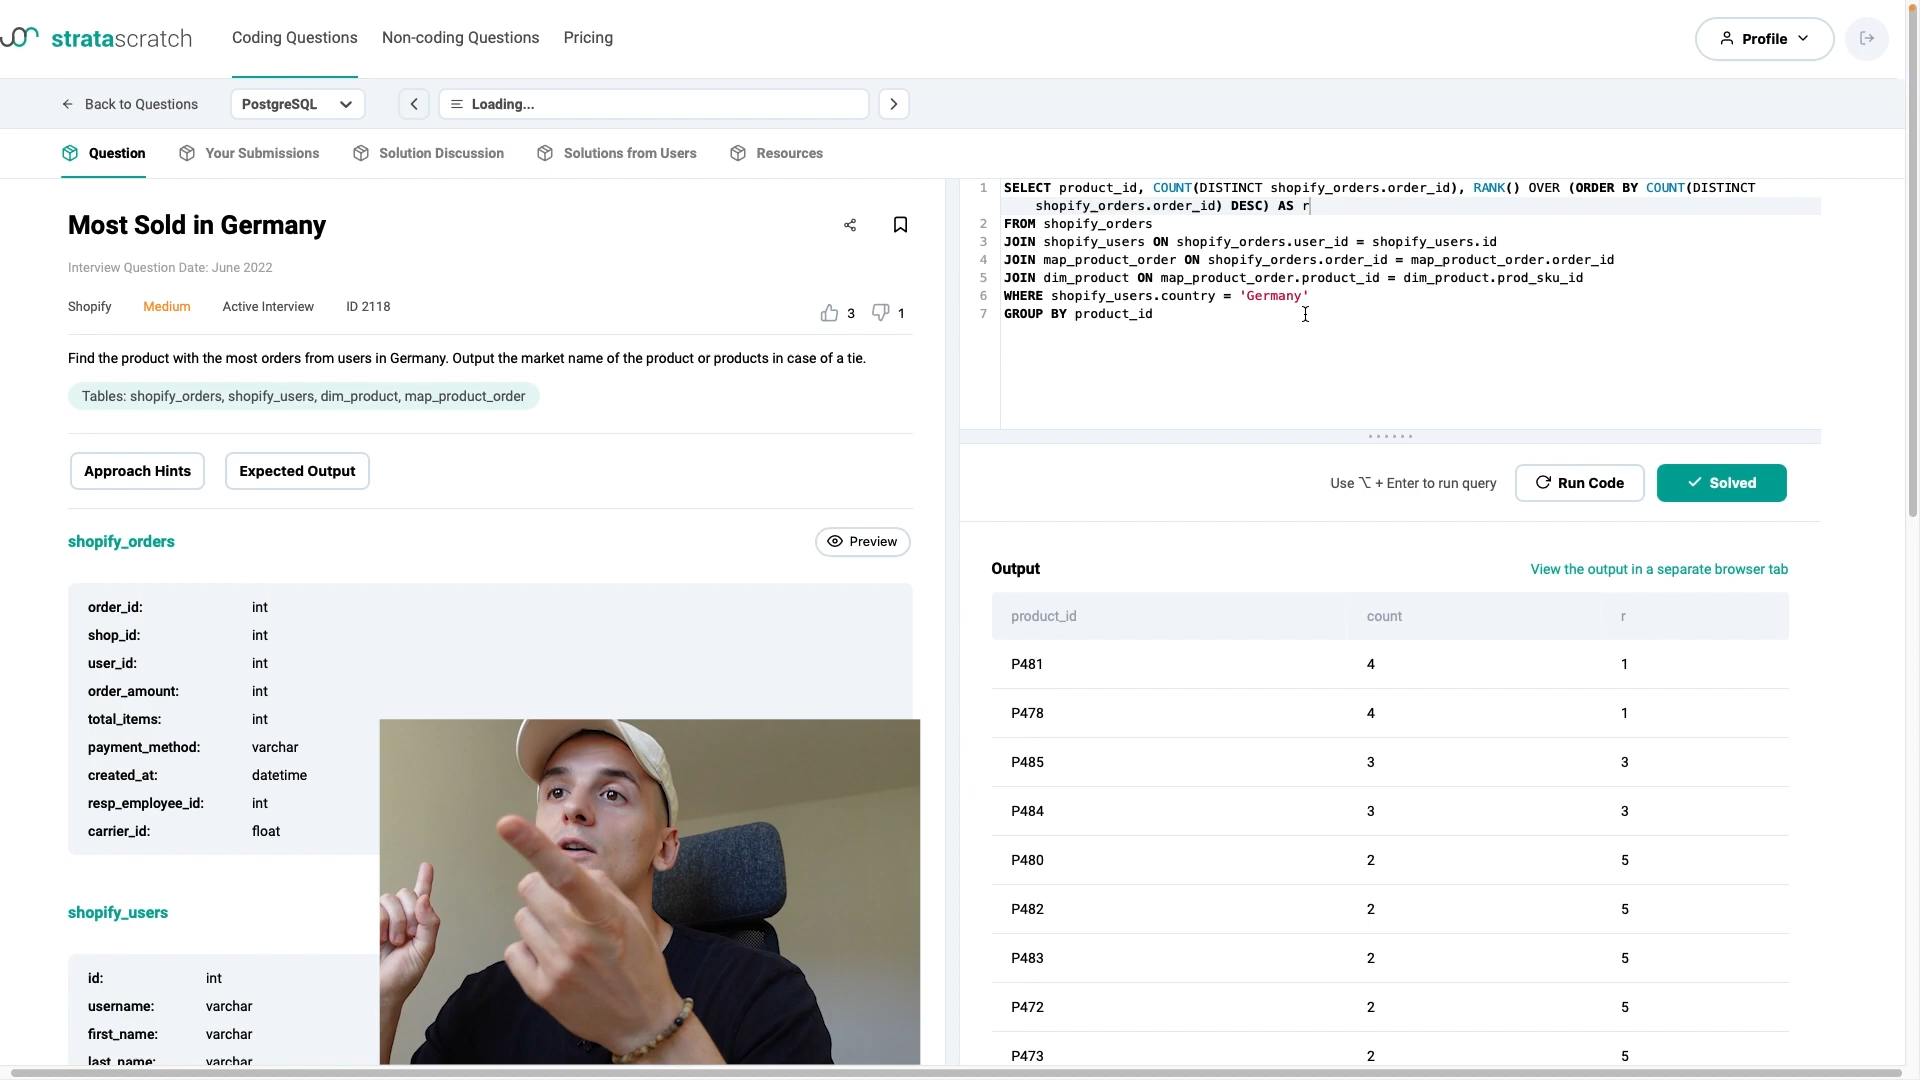 stratascratch
Coding Questions
Non-coding Questions
Pricing
Profile
Back to Questions
PostgreSQL
Loading...
Question
Your Submissions
Solution Discussion
Solutions from Users
Resources
Most Sold in Germany
Interview Question Date: June 2022
Shopify Medium Active Interview ID 2118
3 1
Find the product with the most orders from users in Germany. Output the market name of the product or products in case of a tie.
Tables: shopify_orders, shopify_users, dim_product, map_product_order
Approach Hints
Expected Output
shopify_orders
Preview
order_id: int
shop_id: int
user_id: int
order_amount: int
total_items: int
payment_method: varchar
created_at: datetime
resp_employee_id: int
carrier_id: float
shopify_users
id: int
username: varchar
first_name: varchar
last_name: varchar
1 SELECT product_id, COUNT(DISTINCT shopify_orders.order_id), RANK() OVER (ORDER BY COUNT(DISTINCT
shopify_orders.order_id) DESC) AS r
2 FROM shopify_orders
3 JOIN shopify_users ON shopify_orders.user_id = shopify_users.id
4 JOIN map_product_order ON shopify_orders.order_id = map_product_order.order_id
5 JOIN dim_product ON map_product_order.product_id = dim_product.prod_sku_id
6 WHERE shopify_users.country = 'Germany'
7 GROUP BY product_id
Use ⌥ + Enter to run query
Run Code
Solved
Output
View the output in a separate browser tab
product_id count r
P481 4 1
P478 4 1
P485 3 3
P484 3 3
P480 2 5
P482 2 5
P483 2 5
P472 2 5
P473 2 5